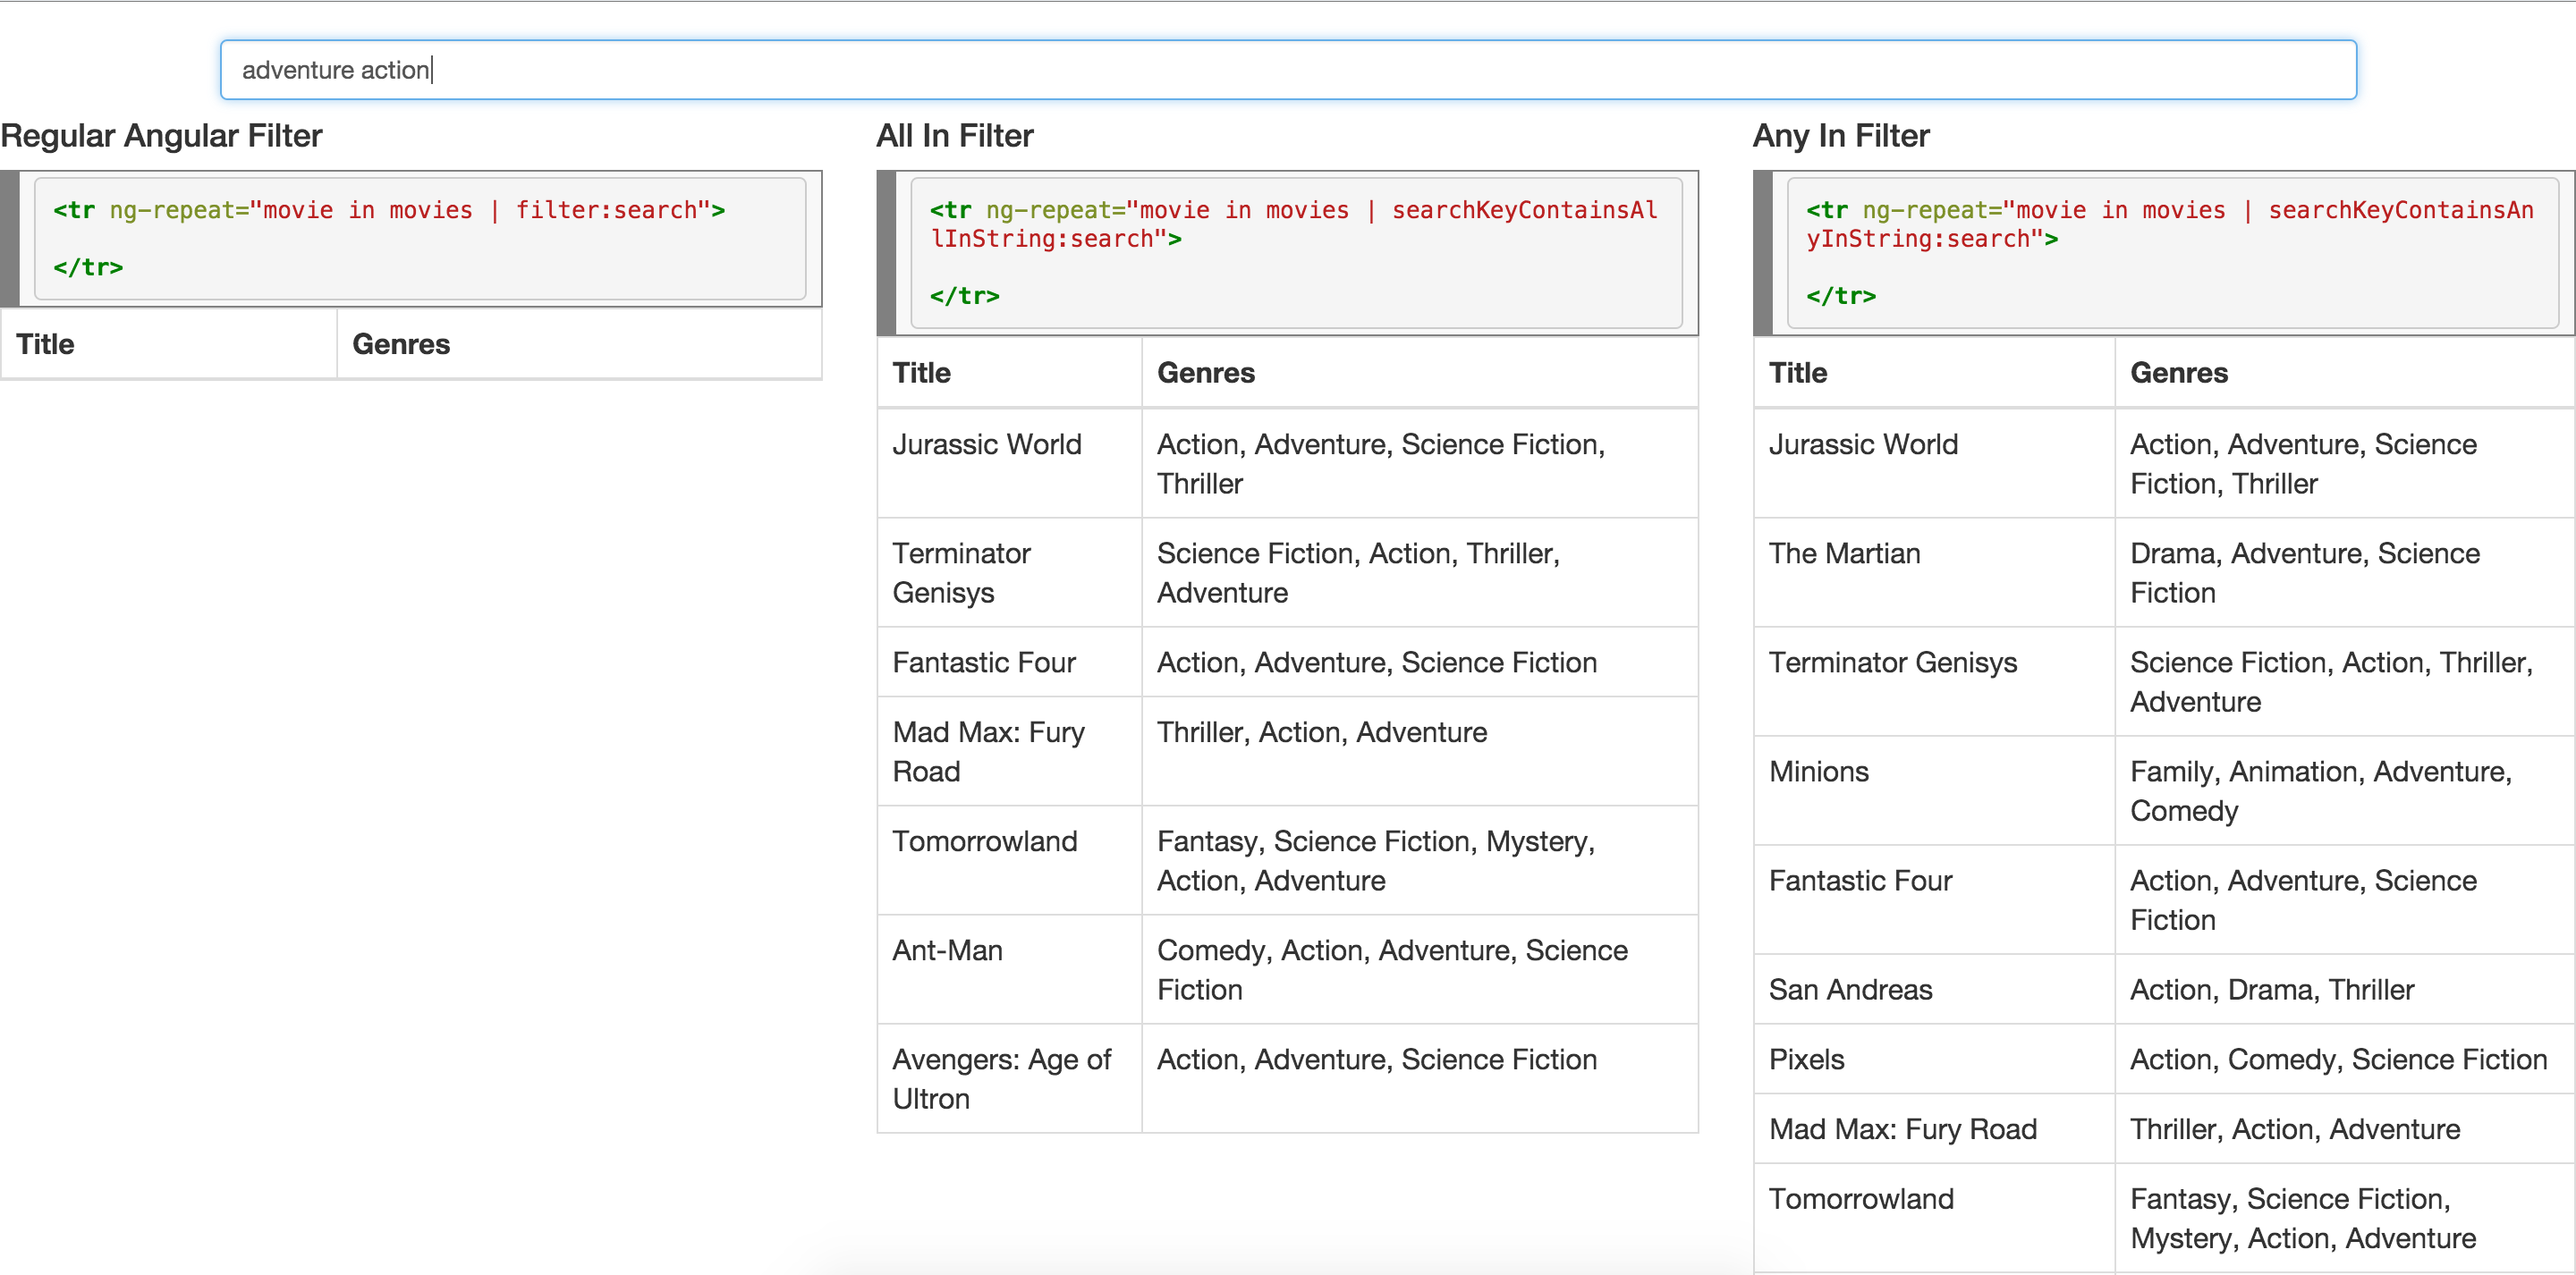 adventure action
Regular Angular Filter
<tr ng-repeat="movie in movies | filter:search">
</tr>
Title Genres
All In Filter
<tr ng-repeat="movie in movies | searchKeyContainsAl
lInString:search">
</tr>
Title Genres
Jurassic World Action, Adventure, Science Fiction,
Thriller
Terminator Science Fiction, Action, Thriller,
Genisys Adventure
Fantastic Four Action, Adventure, Science Fiction
Mad Max: Fury Thriller, Action, Adventure
Road
Tomorrowland Fantasy, Science Fiction, Mystery,
Action, Adventure
Ant-Man Comedy, Action, Adventure, Science
Fiction
Avengers: Age of Action, Adventure, Science Fiction
Ultron
Any In Filter
<tr ng-repeat="movie in movies | searchKeyContainsAn
yInString:search">
</tr>
Title Genres
Jurassic World Action, Adventure, Science
Fiction, Thriller
The Martian Drama, Adventure, Science
Fiction
Terminator Genisys Science Fiction, Action, Thriller,
Adventure
Minions Family, Animation, Adventure,
Comedy
Fantastic Four Action, Adventure, Science
Fiction
San Andreas Action, Drama, Thriller
Pixels Action, Comedy, Science Fiction
Mad Max: Fury Road Thriller, Action, Adventure
Tomorrowland Fantasy, Science Fiction,
Mystery, Action, Adventure